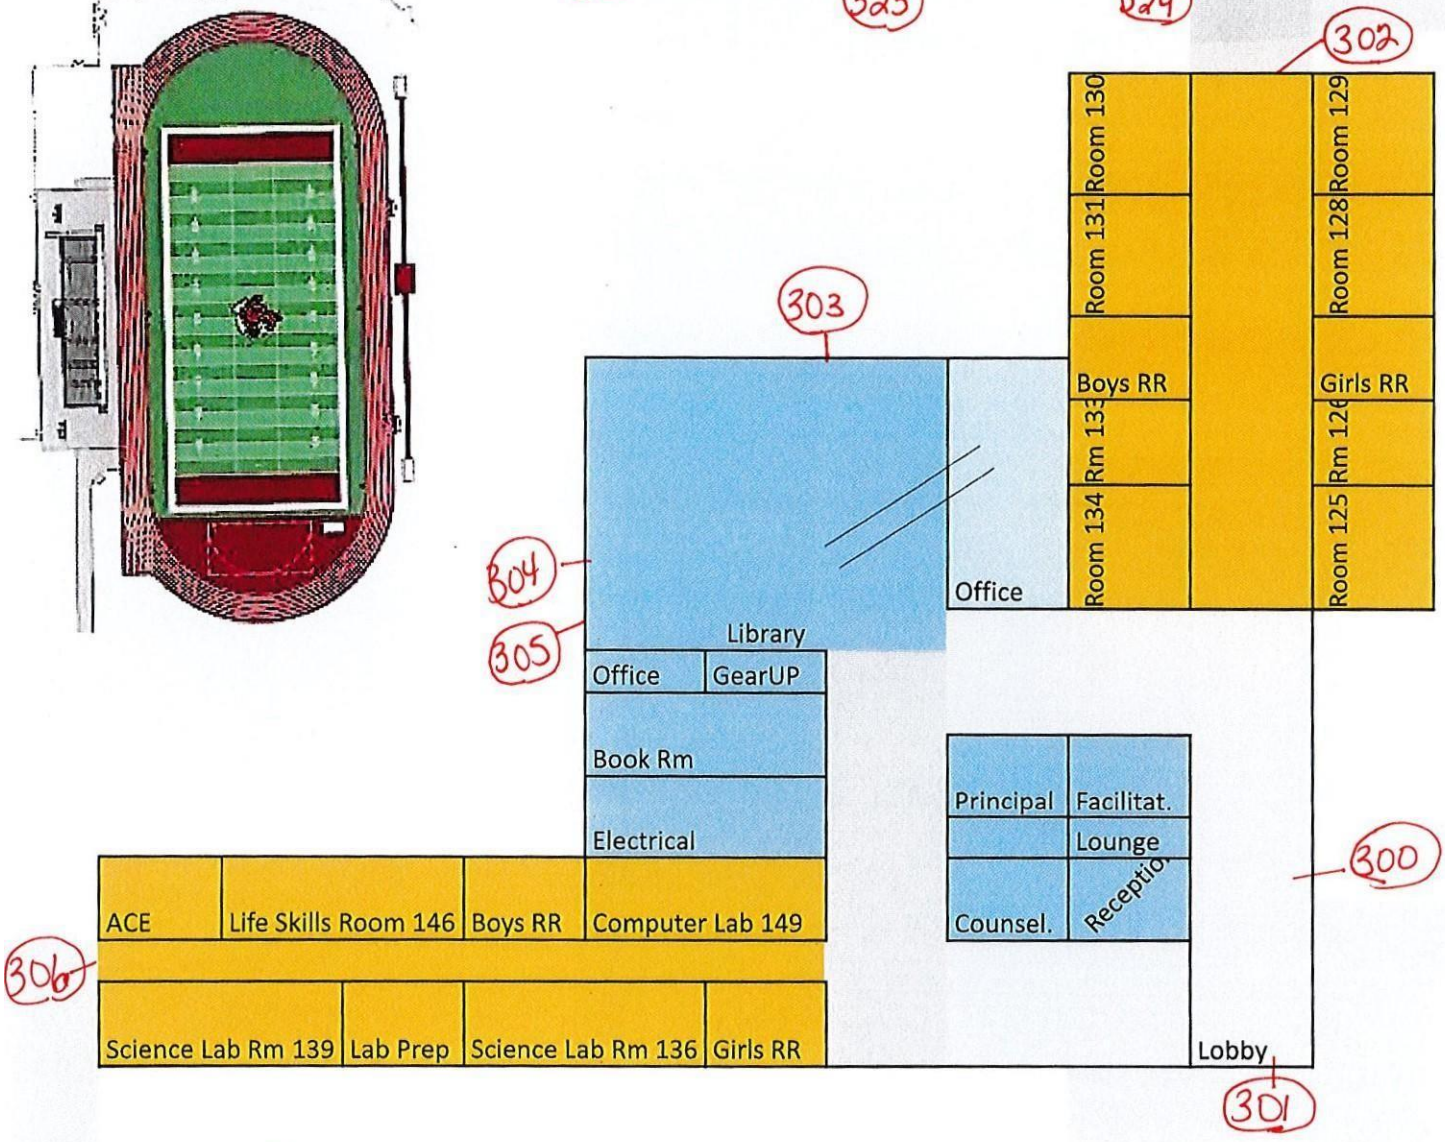 323
324
302
Room 130
Room 129
Room 131
Room 128
303
Boys RR
Girls RR
Rm 133
Rm 126
304
Room 134
Room 125
Office
305
Library
Office
GearUP
Book Rm
Principal
Facilitat.
Electrical
Lounge
300
ACE
Life Skills Room 146
Boys RR
Computer Lab 149
Counsel.
Reception
306
Science Lab Rm 139
Lab Prep
Science Lab Rm 136
Girls RR
Lobby
301